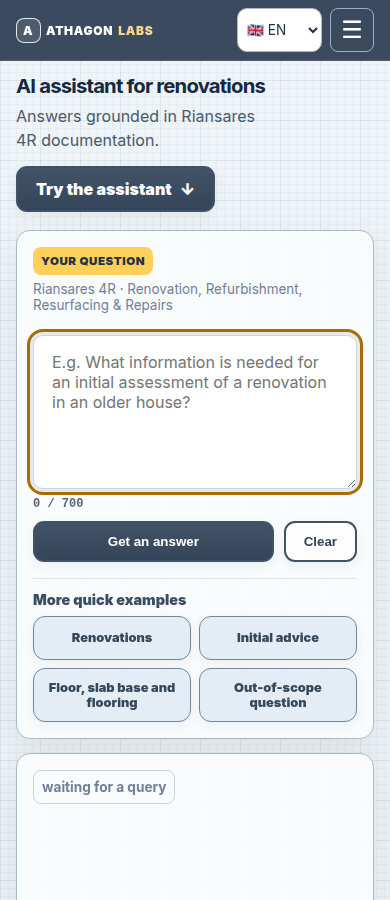 A ATHAGON LABS
🇬🇧 EN
AI assistant for renovations
Answers grounded in Riansares
4R documentation.
Try the assistant ↓
YOUR QUESTION
Riansares 4R · Renovation, Refurbishment,
Resurfacing & Repairs
E.g. What information is needed for
an initial assessment of a renovation
in an older house?
0 / 700
Get an answer
Clear
More quick examples
Renovations
Initial advice
Floor, slab base and
flooring
Out-of-scope
question
waiting for a query